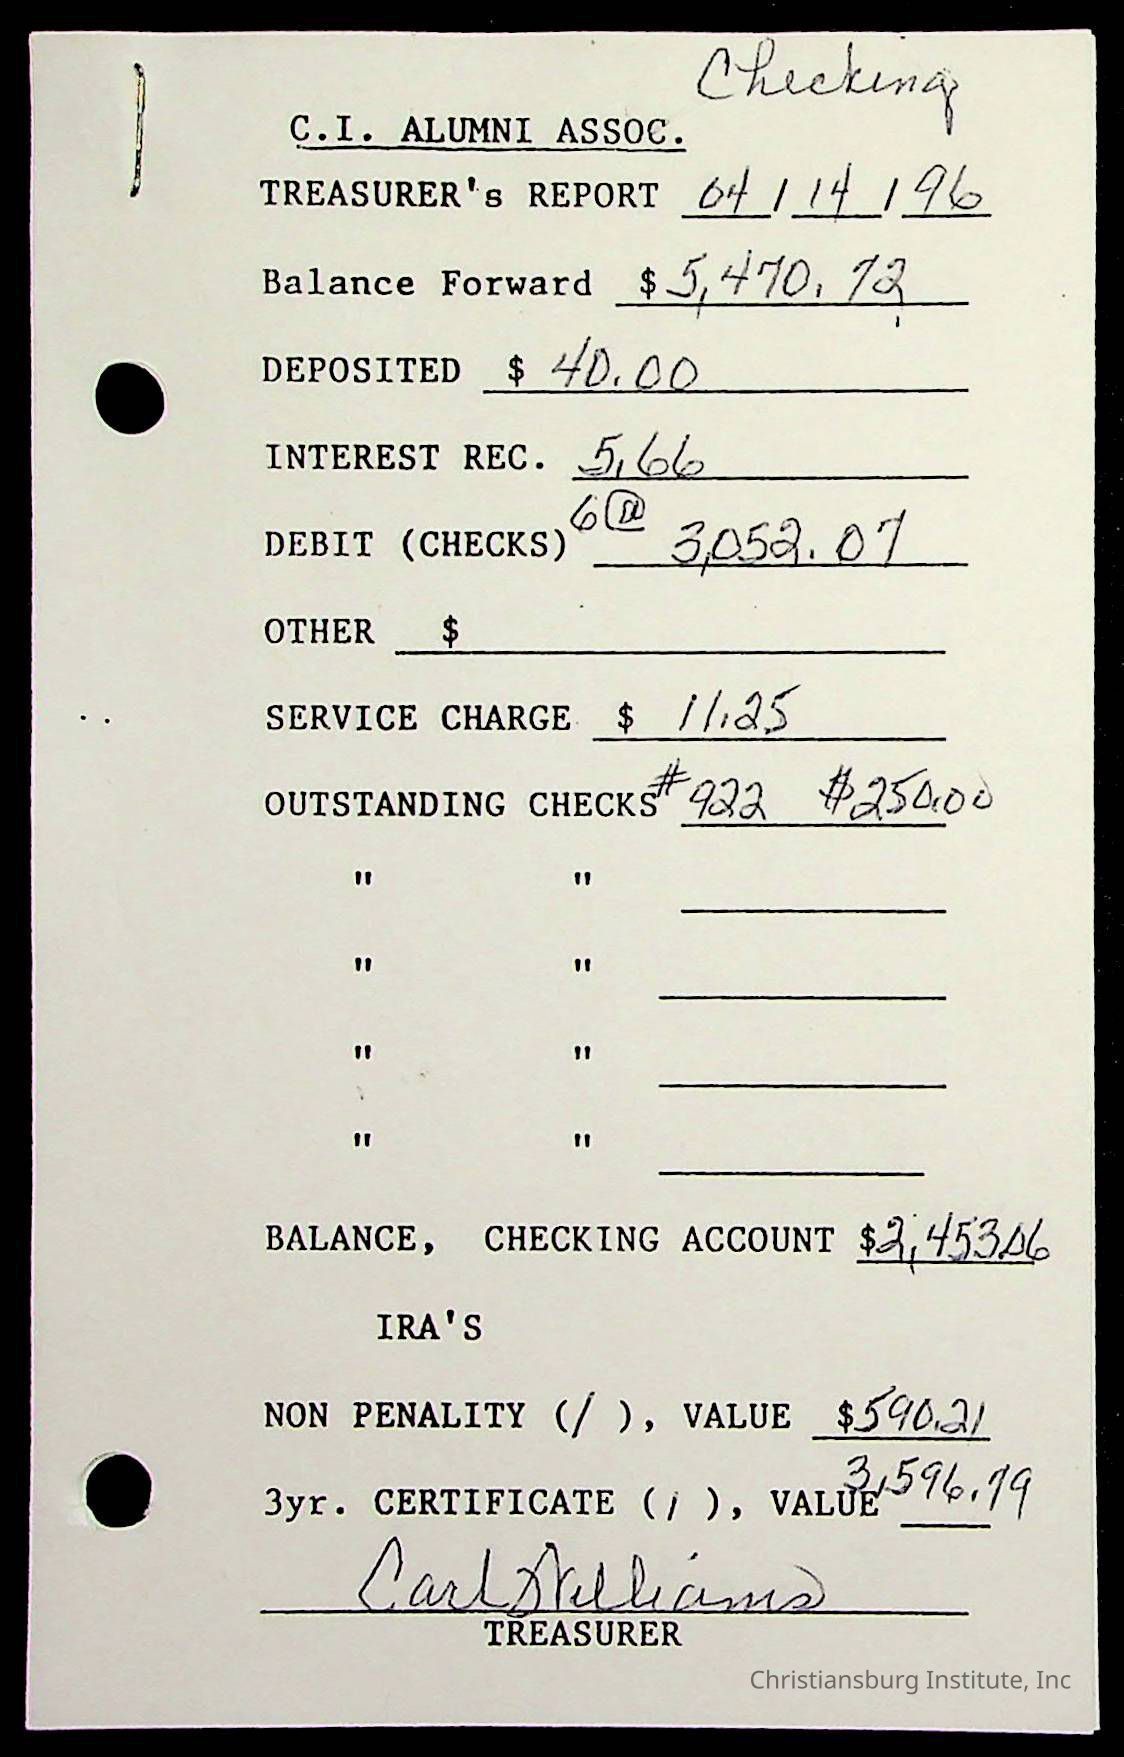 Checking
C.I. ALUMNI ASSOC.
TREASURER's REPORT 04 / 14 / 96
Balance Forward $ 5,470.72
DEPOSITED $ 40.00
INTEREST REC. 5.66
DEBIT (CHECKS) 6 @ 3,052.07
OTHER $
SERVICE CHARGE $ 11.25
OUTSTANDING CHECKS #922 $250.00
" "
" "
" "
" "
BALANCE, CHECKING ACCOUNT $2,453.06
IRA'S
NON PENALITY (/ ), VALUE $590.21
3yr. CERTIFICATE (/ ), VALUE 3,596.79
Carl Williams
TREASURER
Christiansburg Institute, Inc